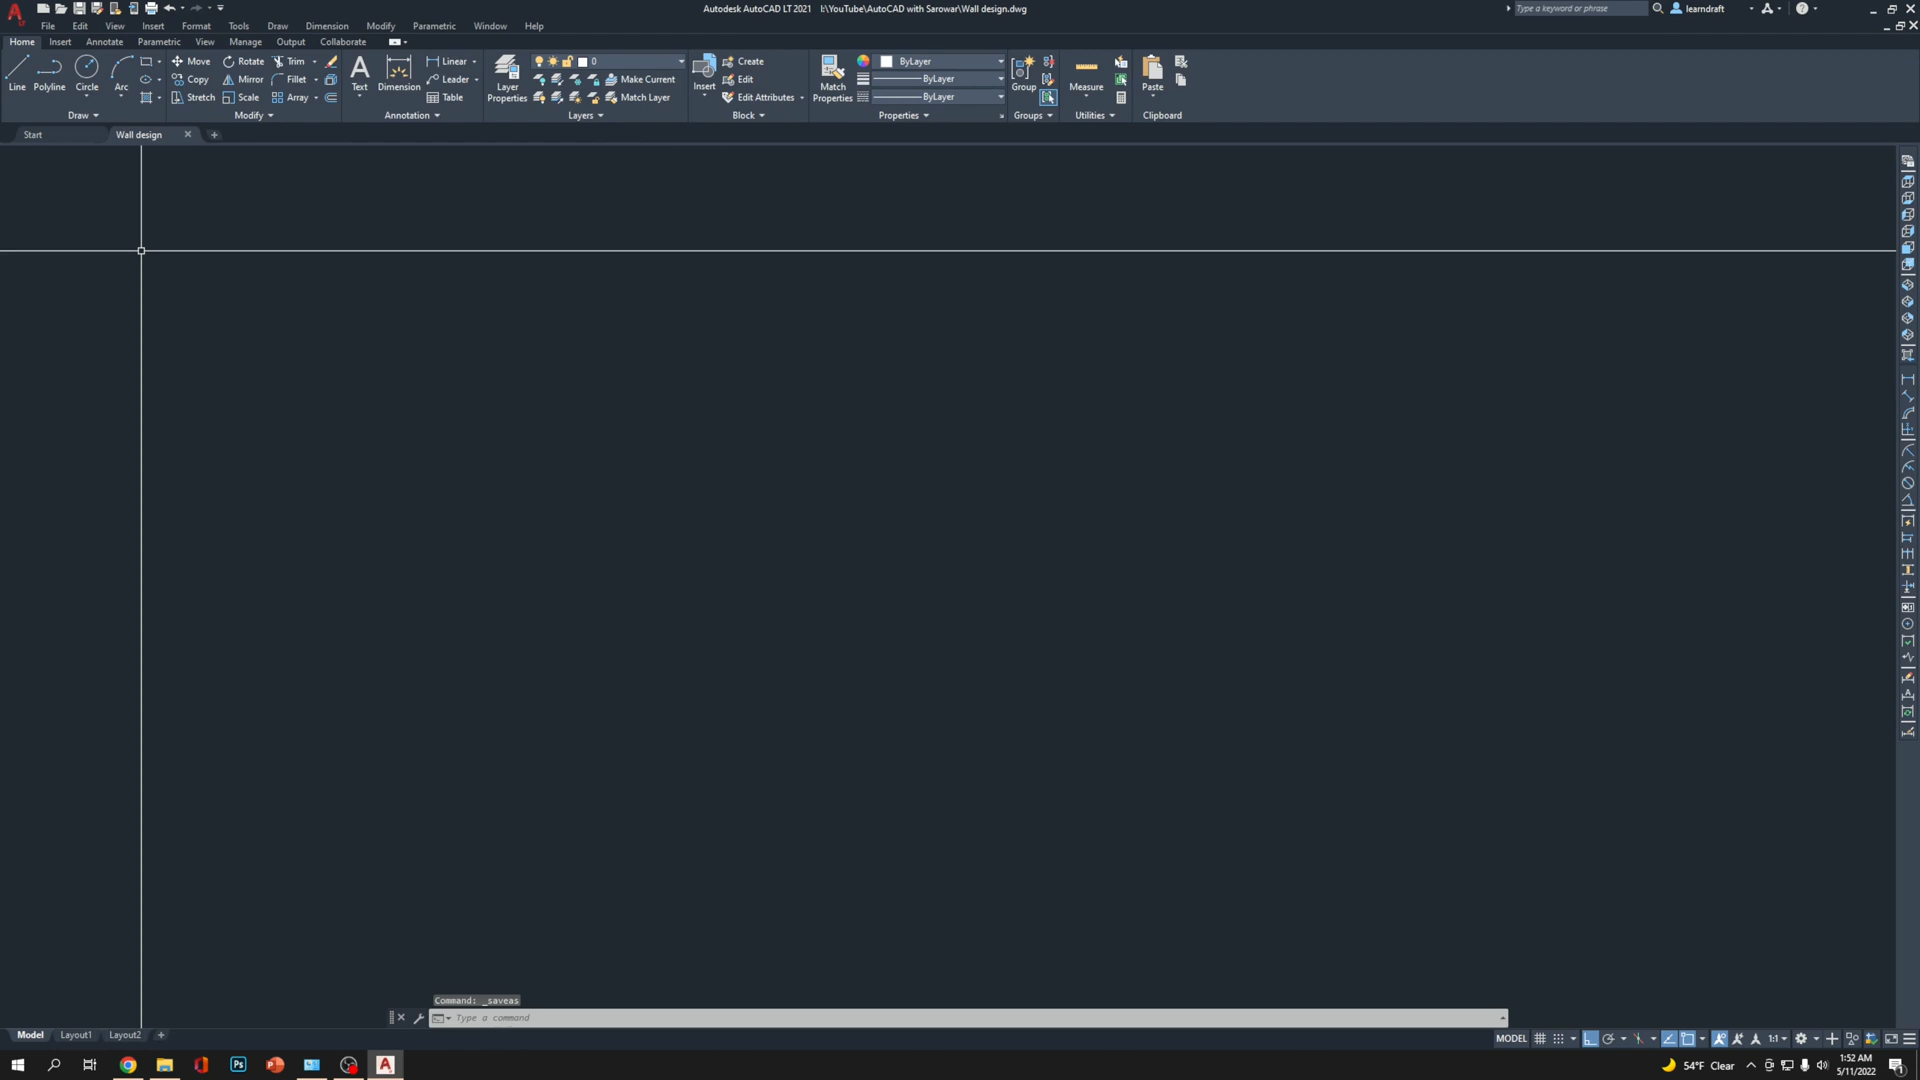 Autodesk AutoCAD LT 2021 I:\YouTube\AutoCAD with Sarowar\Wall design.dwg
Type a keyword or phrase
learndraft
File Edit View Insert Format Tools Draw Dimension Modify Parametric Window Help
Home Insert Annotate Parametric View Manage Output Collaborate
Line Polyline Circle Arc
Move Rotate Trim
Copy Mirror Fillet
Stretch Scale Array
Text Dimension
Linear
Leader
Table
Layer Properties
0
Make Current
Match Layer
Insert
Create
Edit
Edit Attributes
Match Properties
ByLayer
ByLayer
ByLayer
Group
Measure
Paste
Draw Modify Annotation Layers Block Properties Groups Utilities Clipboard
Start Wall design
Command: _saveas
Type a command
Model Layout1 Layout2
MODEL 1:1
54°F Clear
1:52 AM
5/11/2022